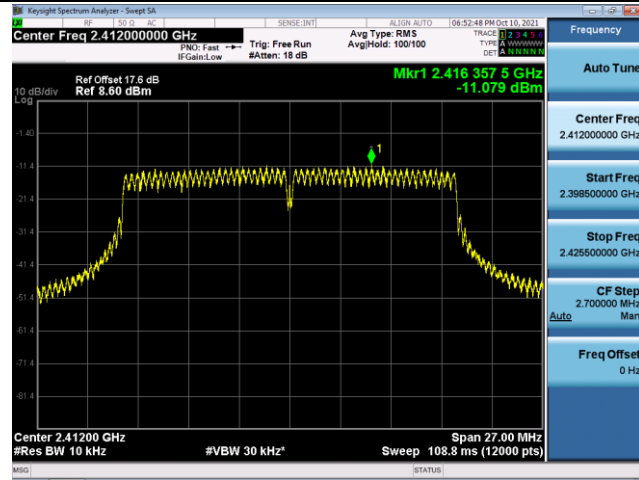 Keysight Spectrum Analyzer - Swept SA
RF 50 Ω AC SENSE:INT ALIGN AUTO 06:52:48 PM Oct 10, 2021
Center Freq 2.412000000 GHz
PNO: Fast
IFGain:Low
Trig: Free Run
#Atten: 18 dB
Avg Type: RMS
Avg|Hold: 100/100
TRACE 1 2 3 4 5 6
TYPE A WWWWW
DET A NNNNN
Ref Offset 17.6 dB
Ref 8.60 dBm
10 dB/div
Log
Mkr1 2.416 357 5 GHz
-11.079 dBm
1
-1.40
-11.4
-21.4
-31.4
-41.4
-51.4
-61.4
-71.4
-81.4
Center 2.41200 GHz
#Res BW 10 kHz
#VBW 30 kHz*
Span 27.00 MHz
Sweep 108.8 ms (12000 pts)
MSG
STATUS
Frequency
Auto Tune
Center Freq
2.412000000 GHz
Start Freq
2.398500000 GHz
Stop Freq
2.425500000 GHz
CF Step
2.700000 MHz
Auto Man
Freq Offset
0 Hz